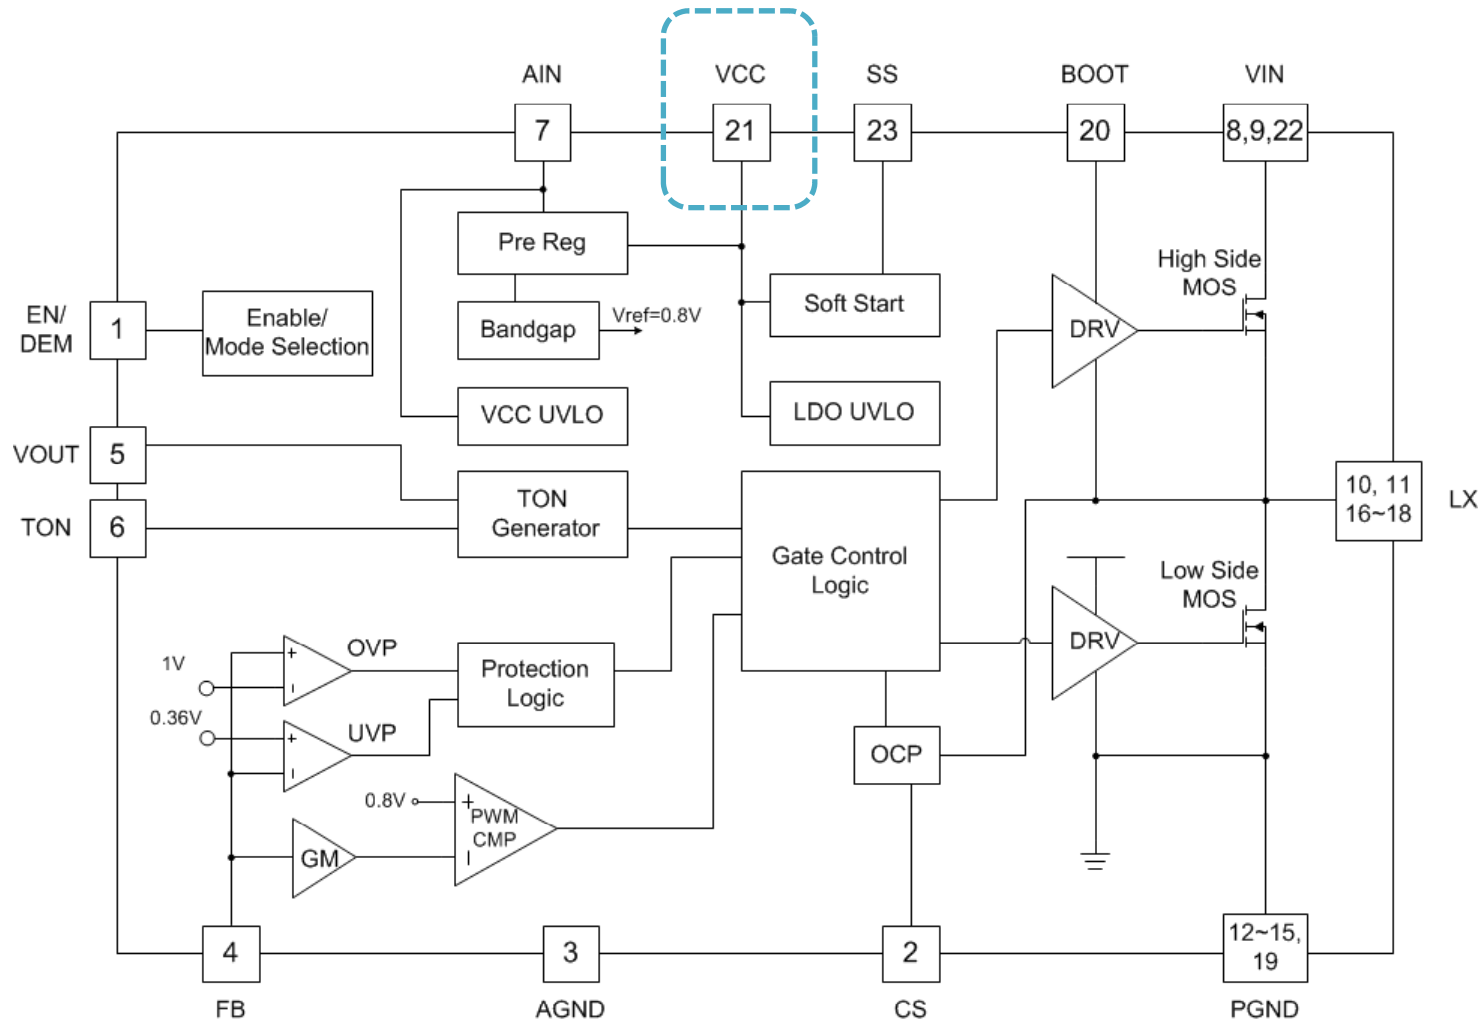 AIN
VCC
SS
BOOT
VIN
7
21
23
20
8,9,22
Pre Reg
High Side
MOS
EN/
DEM
1
Enable/
Mode Selection
Bandgap
Vref=0.8V
Soft Start
DRV
VCC UVLO
LDO UVLO
VOUT
5
TON
6
TON
Generator
Gate Control
Logic
10, 11
16~18
LX
Low Side
MOS
DRV
1V
+
OVP
Protection
Logic
0.36V
+
UVP
OCP
0.8V
+
PWM
CMP
GM
4
3
2
12~15,
19
FB
AGND
CS
PGND